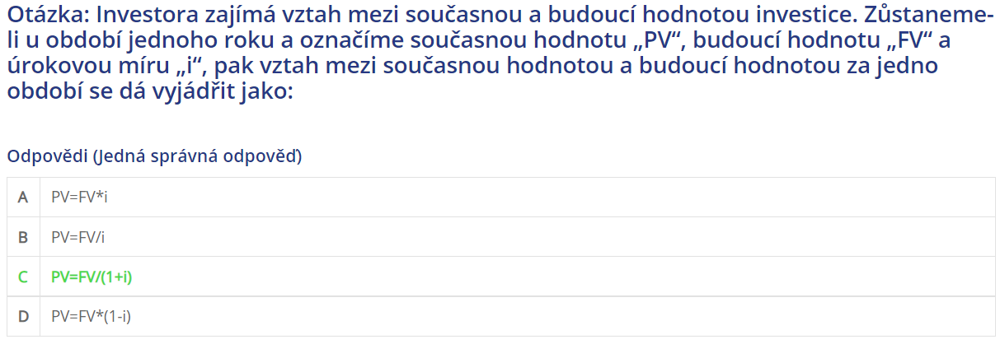 Otázka: Investora zajímá vztah mezi současnou a budoucí hodnotou investice. Zůstaneme-
li u období jednoho roku a označíme současnou hodnotu „PV“, budoucí hodnotu „FV“ a
úrokovou míru „i“, pak vztah mezi současnou hodnotou a budoucí hodnotou za jedno
období se dá vyjádřit jako:
Odpovědi (Jedná správná odpověď)
A PV=FV*i
B PV=FV/i
C PV=FV/(1+i)
D PV=FV*(1-i)